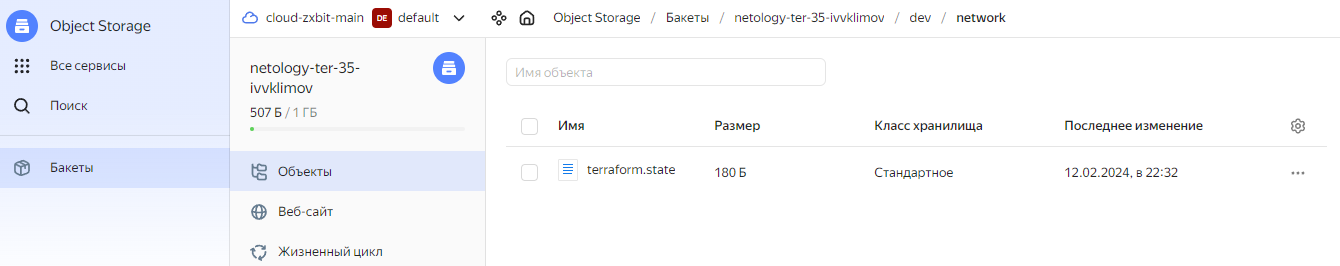 Object Storage
Все сервисы
Поиск
Бакеты
cloud-zxbit-main DE default
Object Storage / Бакеты / netology-ter-35-ivvklimov / dev / network
netology-ter-35-
ivvklimov
507 Б / 1 ГБ
Объекты
Веб-сайт
Жизненный цикл
Имя объекта
Имя Размер Класс хранилища Последнее изменение
terraform.state 180 Б Стандартное 12.02.2024, в 22:32